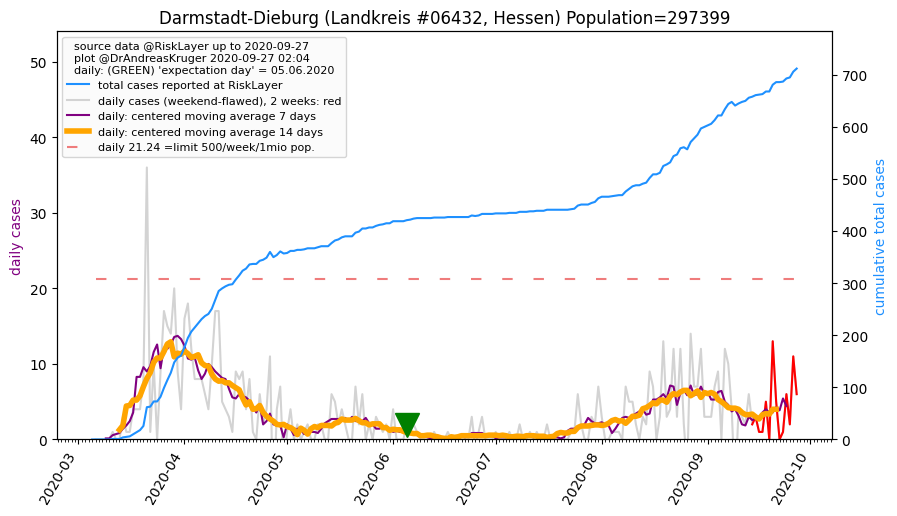 Darmstadt-Dieburg (Landkreis #06432, Hessen) Population=297399
source data @RiskLayer up to 2020-09-27
plot @DrAndreasKruger 2020-09-27 02:04
daily: (GREEN) 'expectation day' = 05.06.2020
total cases reported at RiskLayer
daily cases (weekend-flawed), 2 weeks: red
daily: centered moving average 7 days
daily: centered moving average 14 days
daily 21.24 =limit 500/week/1mio pop.
daily cases
50
40
30
20
10
0
cumulative total cases
700
600
500
400
300
200
100
0
2020-03
2020-04
2020-05
2020-06
2020-07
2020-08
2020-09
2020-10